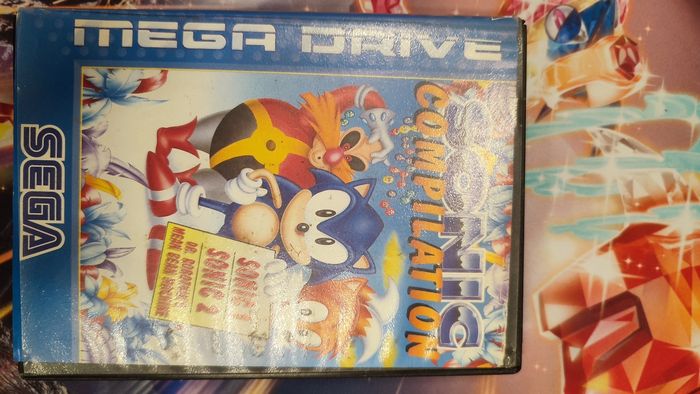 MEGA DRIVE
SEGA
SONIC
COMPILATION
SONIC 1
SONIC 2
DR. ROBOTNIK'S
MEAN BEAN MACHINE